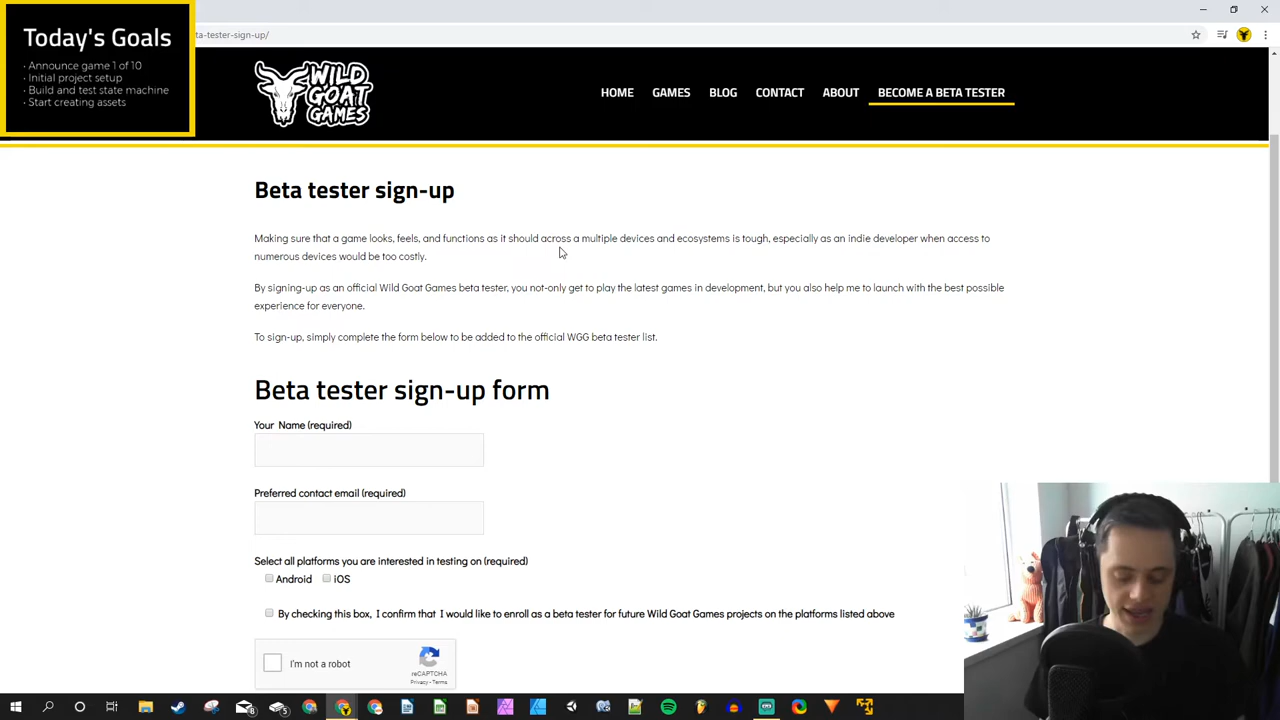 Today's Goals
· Announce game 1 of 10
· Initial project setup
· Build and test state machine
· Start creating assets
ta-tester-sign-up/
WILD
GOAT
GAMES
HOME GAMES BLOG CONTACT ABOUT BECOME A BETA TESTER
Beta tester sign-up
Making sure that a game looks, feels, and functions as it should across a multiple devices and ecosystems is tough, especially as an indie developer when access to
numerous devices would be too costly.
By signing-up as an official Wild Goat Games beta tester, you not-only get to play the latest games in development, but you also help me to launch with the best possible
experience for everyone.
To sign-up, simply complete the form below to be added to the official WGG beta tester list.
Beta tester sign-up form
Your Name (required)
Preferred contact email (required)
Select all platforms you are interested in testing on (required)
Android iOS
By checking this box, I confirm that I would like to enroll as a beta tester for future Wild Goat Games projects on the platforms listed above
I'm not a robot
reCAPTCHA
Privacy - Terms